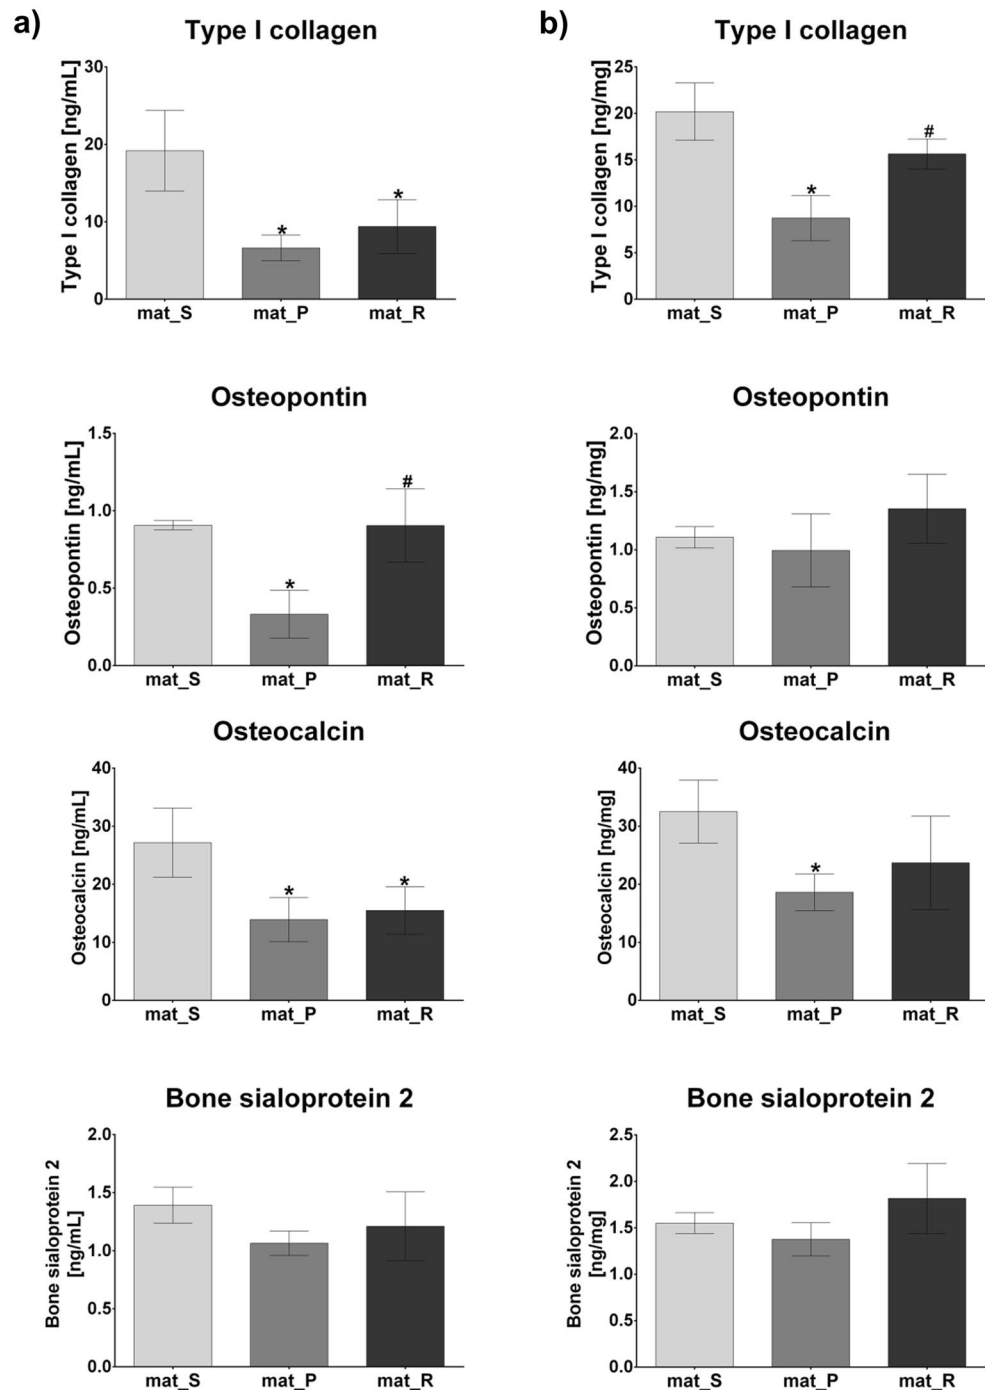 a)
Type I collagen
Type I collagen [ng/mL]
30
20
10
0
*
*
mat_S mat_P mat_R
b)
Type I collagen
Type I collagen [ng/mg]
25
20
15
10
5
0
*
#
mat_S mat_P mat_R
Osteopontin
Osteopontin [ng/mL]
1.5
1.0
0.5
0.0
*
#
mat_S mat_P mat_R
Osteopontin
Osteopontin [ng/mg]
2.0
1.5
1.0
0.5
0.0
mat_S mat_P mat_R
Osteocalcin
Osteocalcin [ng/mL]
40
30
20
10
0
*
*
mat_S mat_P mat_R
Osteocalcin
Osteocalcin [ng/mg]
40
30
20
10
0
*
mat_S mat_P mat_R
Bone sialoprotein 2
Bone sialoprotein 2
[ng/mL]
2.0
1.5
1.0
0.5
0.0
mat_S mat_P mat_R
Bone sialoprotein 2
Bone sialoprotein 2
[ng/mg]
2.5
2.0
1.5
1.0
0.5
0.0
mat_S mat_P mat_R